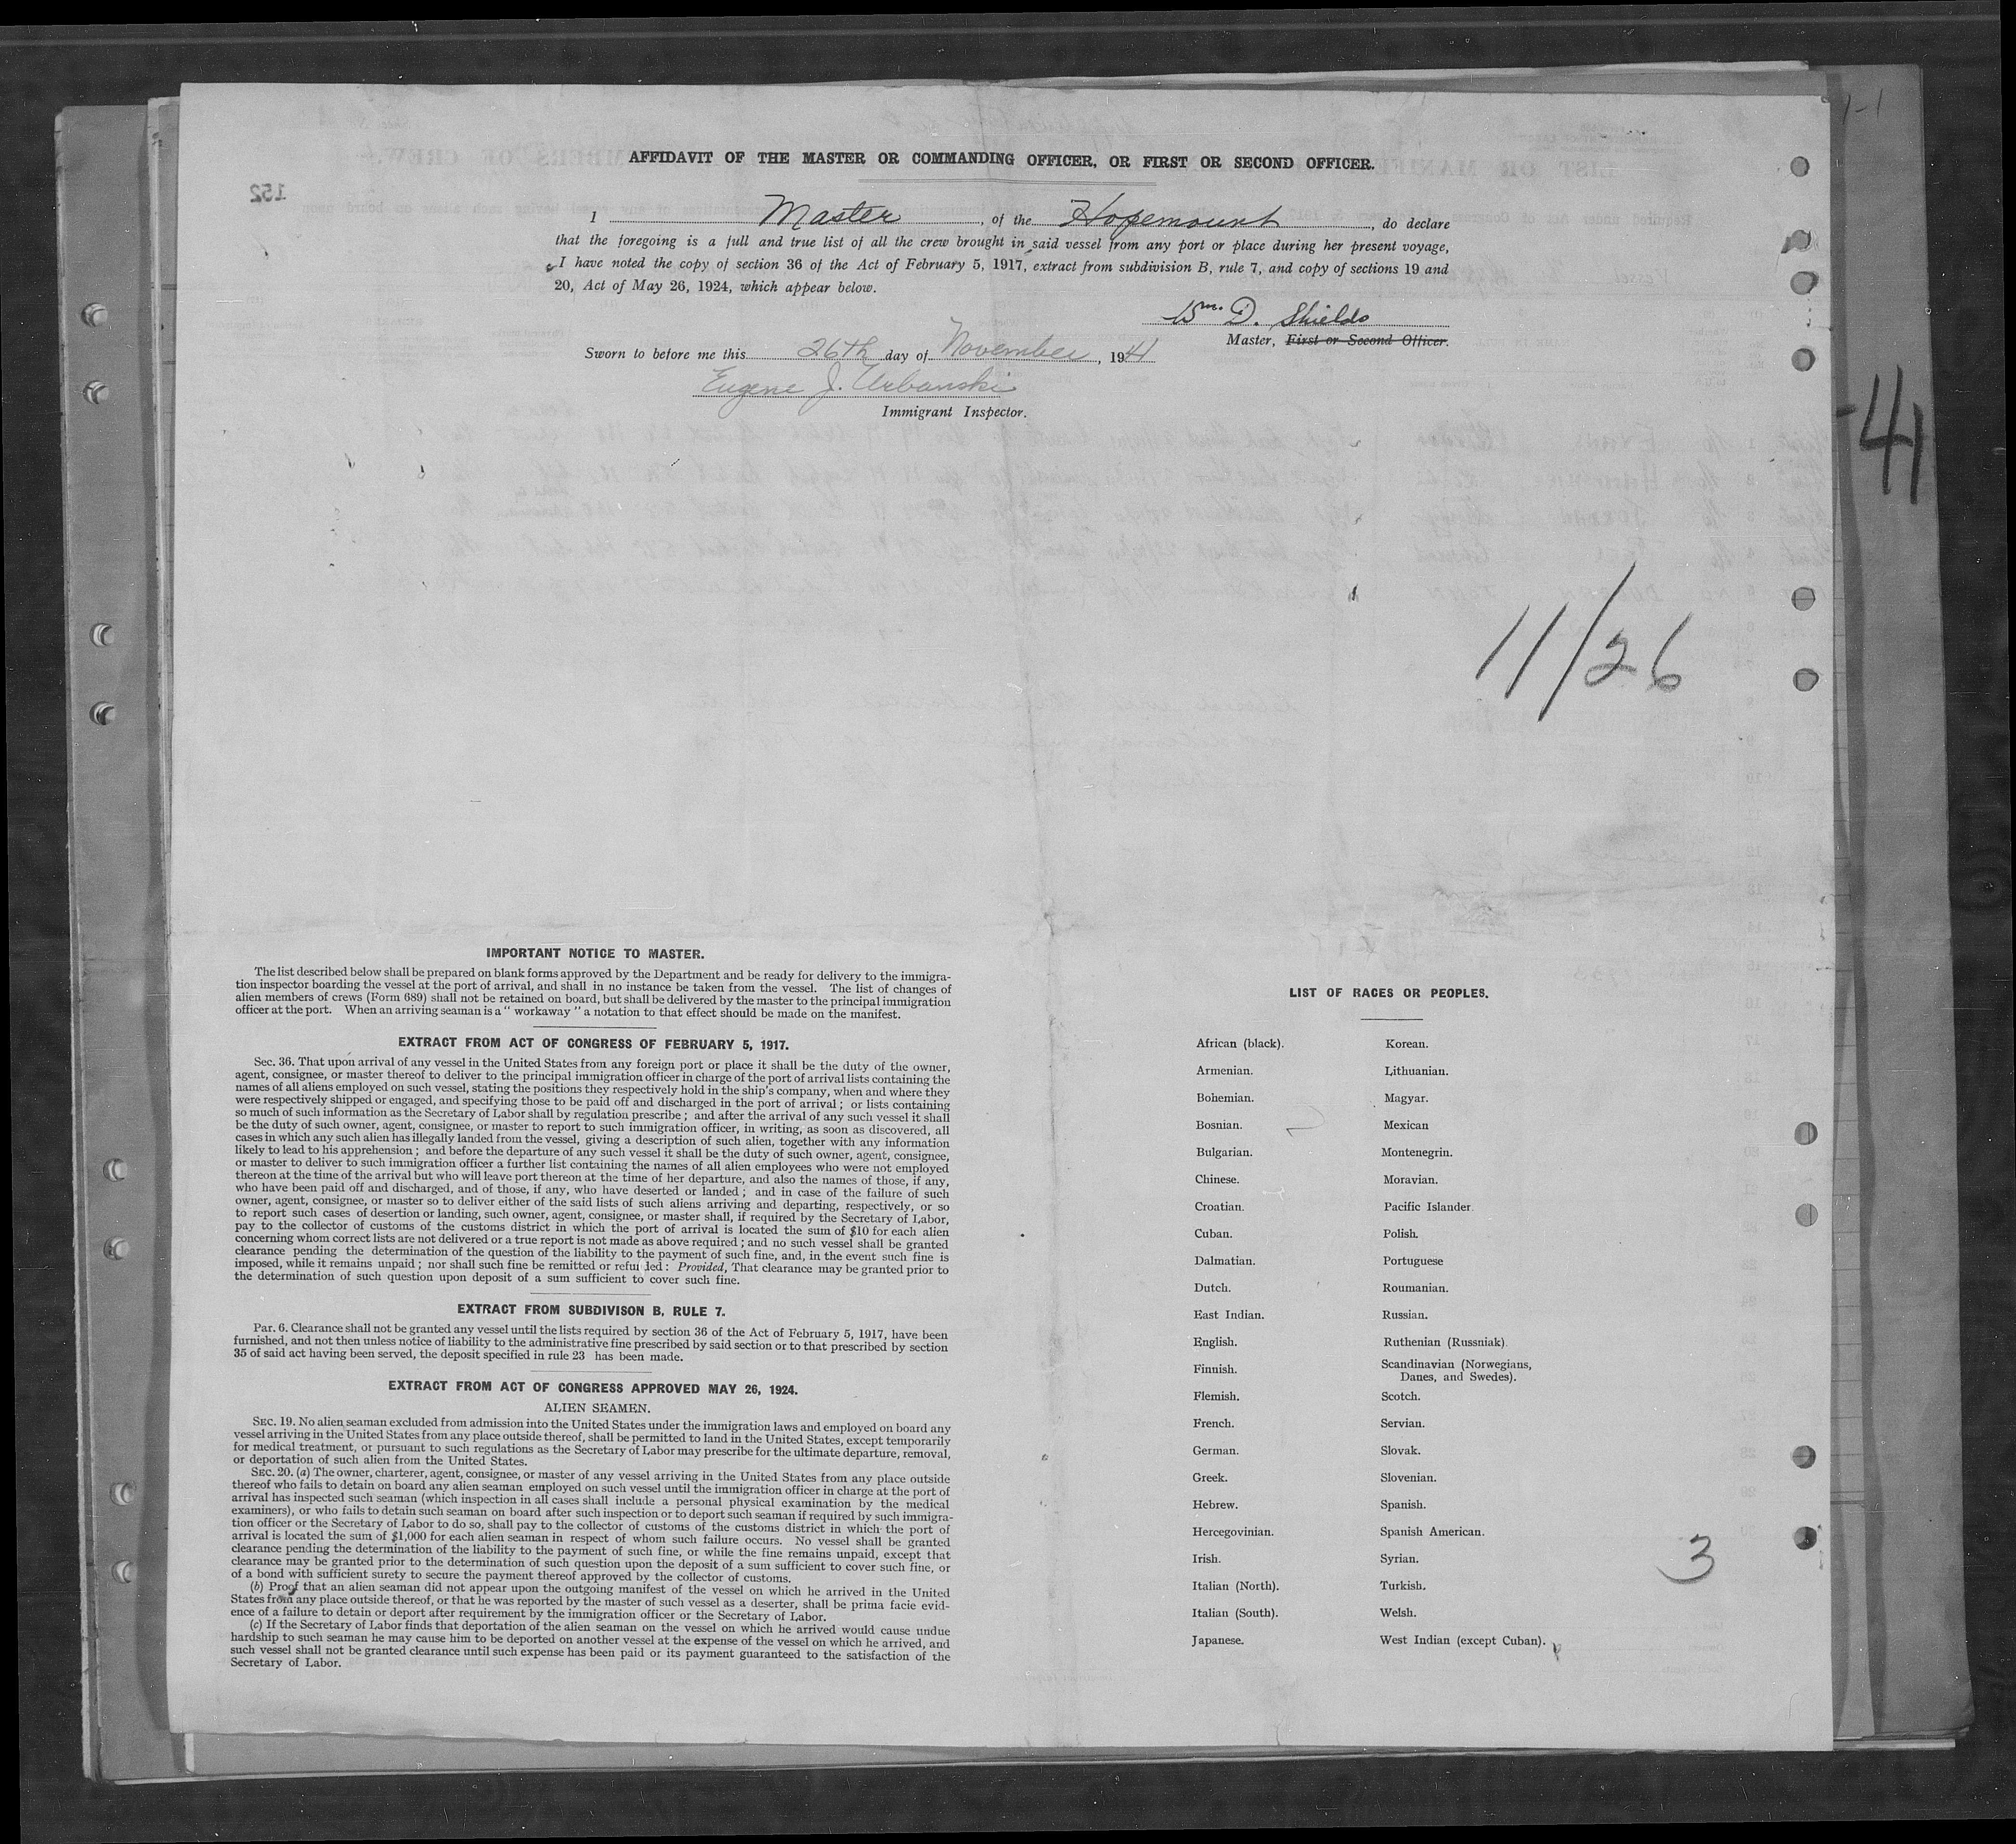 AFFIDAVIT OF THE MASTER OR COMMANDING OFFICER, OR FIRST OR SECOND OFFICER.
152
I Master, of the Hopemount, do declare
that the foregoing is a full and true list of all the crew brought in said vessel from any port or place during her present voyage,
I have noted the copy of section 36 of the Act of February 5, 1917, extract from subdivision B, rule 7, and copy of sections 19 and
20, Act of May 26, 1924, which appear below.
Wm. D. Shields
Master, First or Second Officer.
Sworn to before me this 26th day of November, 1941
Eugene J. Urbanski
Immigrant Inspector.
-41
11/26
IMPORTANT NOTICE TO MASTER.
The list described below shall be prepared on blank forms approved by the Department and be ready for delivery to the immigra-
tion inspector boarding the vessel at the port of arrival, and shall in no instance be taken from the vessel. The list of changes of
alien members of crews (Form 689) shall not be retained on board, but shall be delivered by the master to the principal immigration
officer at the port. When an arriving seaman is a "workaway" a notation to that effect should be made on the manifest.
EXTRACT FROM ACT OF CONGRESS OF FEBRUARY 5, 1917.
Sec. 36. That upon arrival of any vessel in the United States from any foreign port or place it shall be the duty of the owner,
agent, consignee, or master thereof to deliver to the principal immigration officer in charge of the port of arrival lists containing the
names of all aliens employed on such vessel, stating the positions they respectively hold in the ship's company, when and where they
were respectively shipped or engaged, and specifying those to be paid off and discharged in the port of arrival; or lists containing
so much of such information as the Secretary of Labor shall by regulation prescribe; and after the arrival of any such vessel it shall
be the duty of such owner, agent, consignee, or master to report to such immigration officer, in writing, as soon as discovered, all
cases in which any such alien has illegally landed from the vessel, giving a description of such alien, together with any information
likely to lead to his apprehension; and before the departure of any such vessel it shall be the duty of such owner, agent, consignee,
or master to deliver to such immigration officer a further list containing the names of all alien employees who were not employed
thereon at the time of the arrival but who will leave port thereon at the time of her departure, and also the names of those, if any,
who have been paid off and discharged, and of those, if any, who have deserted or landed; and in case of the failure of such
owner, agent, consignee, or master so to deliver either of the said lists of such aliens arriving and departing, respectively, or so
to report such cases of desertion or landing, such owner, agent, consignee, or master shall, if required by the Secretary of Labor,
pay to the collector of customs of the customs district in which the port of arrival is located the sum of $10 for each alien
concerning whom correct lists are not delivered or a true report is not made as above required; and no such vessel shall be granted
clearance pending the determination of the question of the liability to the payment of such fine, and, in the event such fine is
imposed, while it remains unpaid; nor shall such fine be remitted or refunded: Provided, That clearance may be granted prior to
the determination of such question upon deposit of a sum sufficient to cover such fine.
EXTRACT FROM SUBDIVISON B, RULE 7.
Par. 6. Clearance shall not be granted any vessel until the lists required by section 36 of the Act of February 5, 1917, have been
furnished, and not then unless notice of liability to the administrative fine prescribed by said section or to that prescribed by section
35 of said act having been served, the deposit specified in rule 23 has been made.
EXTRACT FROM ACT OF CONGRESS APPROVED MAY 26, 1924.
ALIEN SEAMEN.
SEC. 19. No alien seaman excluded from admission into the United States under the immigration laws and employed on board any
vessel arriving in the United States from any place outside thereof, shall be permitted to land in the United States, except temporarily
for medical treatment, or pursuant to such regulations as the Secretary of Labor may prescribe for the ultimate departure, removal,
or deportation of such alien from the United States.
SEC. 20. (a) The owner, charterer, agent, consignee, or master of any vessel arriving in the United States from any place outside
thereof who fails to detain on board any alien seaman employed on such vessel until the immigration officer in charge at the port of
arrival has inspected such seaman (which inspection in all cases shall include a personal physical examination by the medical
examiners), or who fails to detain such seaman on board after such inspection or to deport such seaman if required by such immigra-
tion officer or the Secretary of Labor to do so, shall pay to the collector of customs of the customs district in which the port of
arrival is located the sum of $1,000 for each alien seaman in respect of whom such failure occurs. No vessel shall be granted
clearance pending the determination of the liability to the payment of such fine, or while the fine remains unpaid, except that
clearance may be granted prior to the determination of such question upon the deposit of a sum sufficient to cover such fine, or
of a bond with sufficient surety to secure the payment thereof approved by the collector of customs.
(b) Proof that an alien seaman did not appear upon the outgoing manifest of the vessel on which he arrived in the United
States from any place outside thereof, or that he was reported by the master of such vessel as a deserter, shall be prima facie evid-
ence of a failure to detain or deport after requirement by the immigration officer or the Secretary of Labor.
(c) If the Secretary of Labor finds that deportation of the alien seaman on the vessel on which he arrived would cause undue
hardship to such seaman he may cause him to be deported on another vessel at the expense of the vessel on which he arrived, and
such vessel shall not be granted clearance until such expense has been paid or its payment guaranteed to the satisfaction of the
Secretary of Labor.
LIST OF RACES OR PEOPLES.
African (black). Korean.
Armenian. Lithuanian.
Bohemian. Magyar.
Bosnian. Mexican
Bulgarian. Montenegrin.
Chinese. Moravian.
Croatian. Pacific Islander.
Cuban. Polish.
Dalmatian. Portuguese
Dutch. Roumanian.
East Indian. Russian.
English. Ruthenian (Russniak).
Finnish. Scandinavian (Norwegians,
Danes, and Swedes).
Flemish. Scotch.
French. Servian.
German. Slovak.
Greek. Slovenian.
Hebrew. Spanish.
Hercegovinian. Spanish American.
Irish. Syrian.
Italian (North). Turkish.
Italian (South). Welsh.
Japanese. West Indian (except Cuban).
3